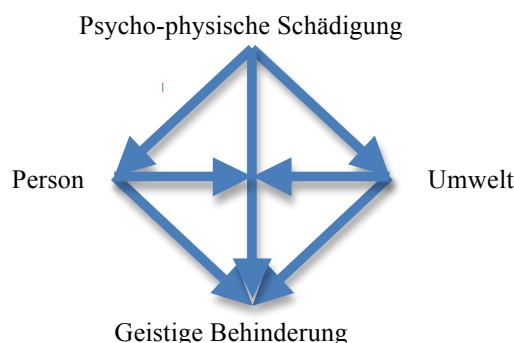 Psycho-physische Schädigung
Person
Umwelt
Geistige Behinderung